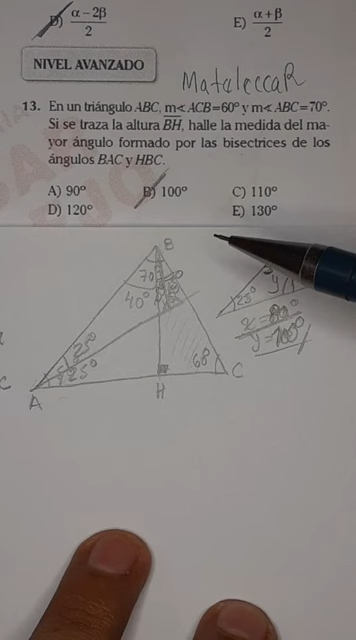 D) α−2β/2
E) α+β/2
NIVEL AVANZADO
MataleccaR
13. En un triángulo ABC, m∢ACB=60° y m∢ABC=70°.
Si se traza la altura BH, halle la medida del ma-
yor ángulo formado por las bisectrices de los
ángulos BAC y HBC.
A) 90°
B) 100°
C) 110°
D) 120°
E) 130°
B
70
40°
25°
25°
60°
A
H
C
25°
y
x=80°
y=100°